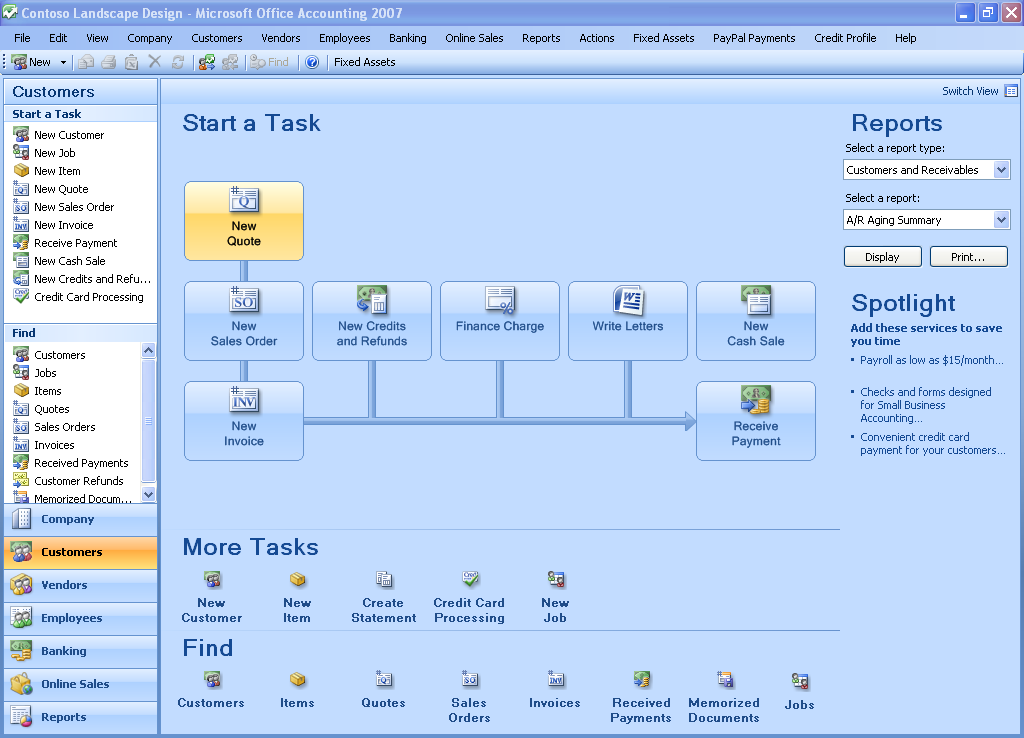 Contoso Landscape Design - Microsoft Office Accounting 2007
File Edit View Company Customers Vendors Employees Banking Online Sales Reports Actions Fixed Assets PayPal Payments Credit Profile Help
New Find Fixed Assets
Customers
Start a Task
New Customer
New Job
New Item
New Quote
New Sales Order
New Invoice
Receive Payment
New Cash Sale
New Credits and Refu...
Credit Card Processing
Find
Customers
Jobs
Items
Quotes
Sales Orders
Invoices
Received Payments
Customer Refunds
Memorized Docum...
Company
Customers
Vendors
Employees
Banking
Online Sales
Reports
Switch View
Start a Task
New
Quote
New
Sales Order
New Credits
and Refunds
Finance Charge
Write Letters
New
Cash Sale
New
Invoice
Receive
Payment
More Tasks
New
Customer
New
Item
Create
Statement
Credit Card
Processing
New
Job
Find
Customers
Items
Quotes
Sales
Orders
Invoices
Received
Payments
Memorized
Documents
Jobs
Reports
Select a report type:
Customers and Receivables
Select a report:
A/R Aging Summary
Display Print...
Spotlight
Add these services to save
you time
• Payroll as low as $15/month...
• Checks and forms designed
for Small Business
Accounting...
• Convenient credit card
payment for your customers...